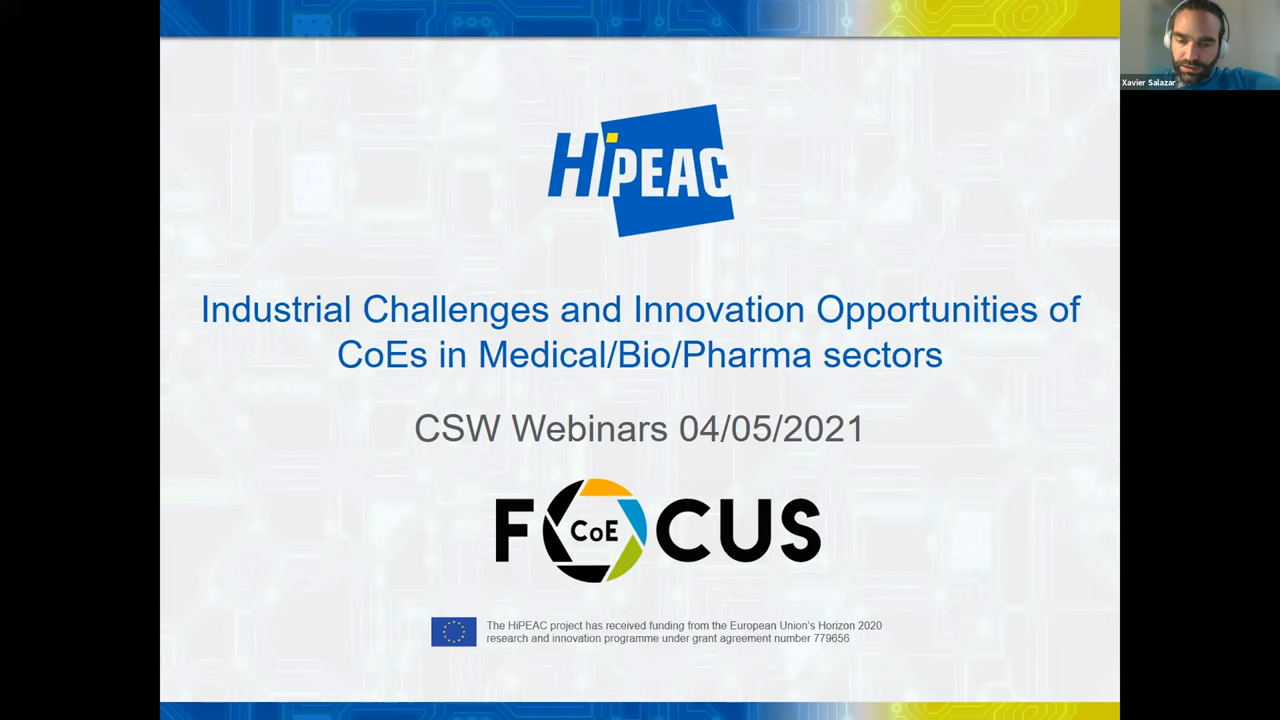 Xavier Salazar
HiPEAC
Industrial Challenges and Innovation Opportunities of
CoEs in Medical/Bio/Pharma sectors
CSW Webinars 04/05/2021
FOCUS
CoE
The HiPEAC project has received funding from the European Union's Horizon 2020
research and innovation programme under grant agreement number 779656